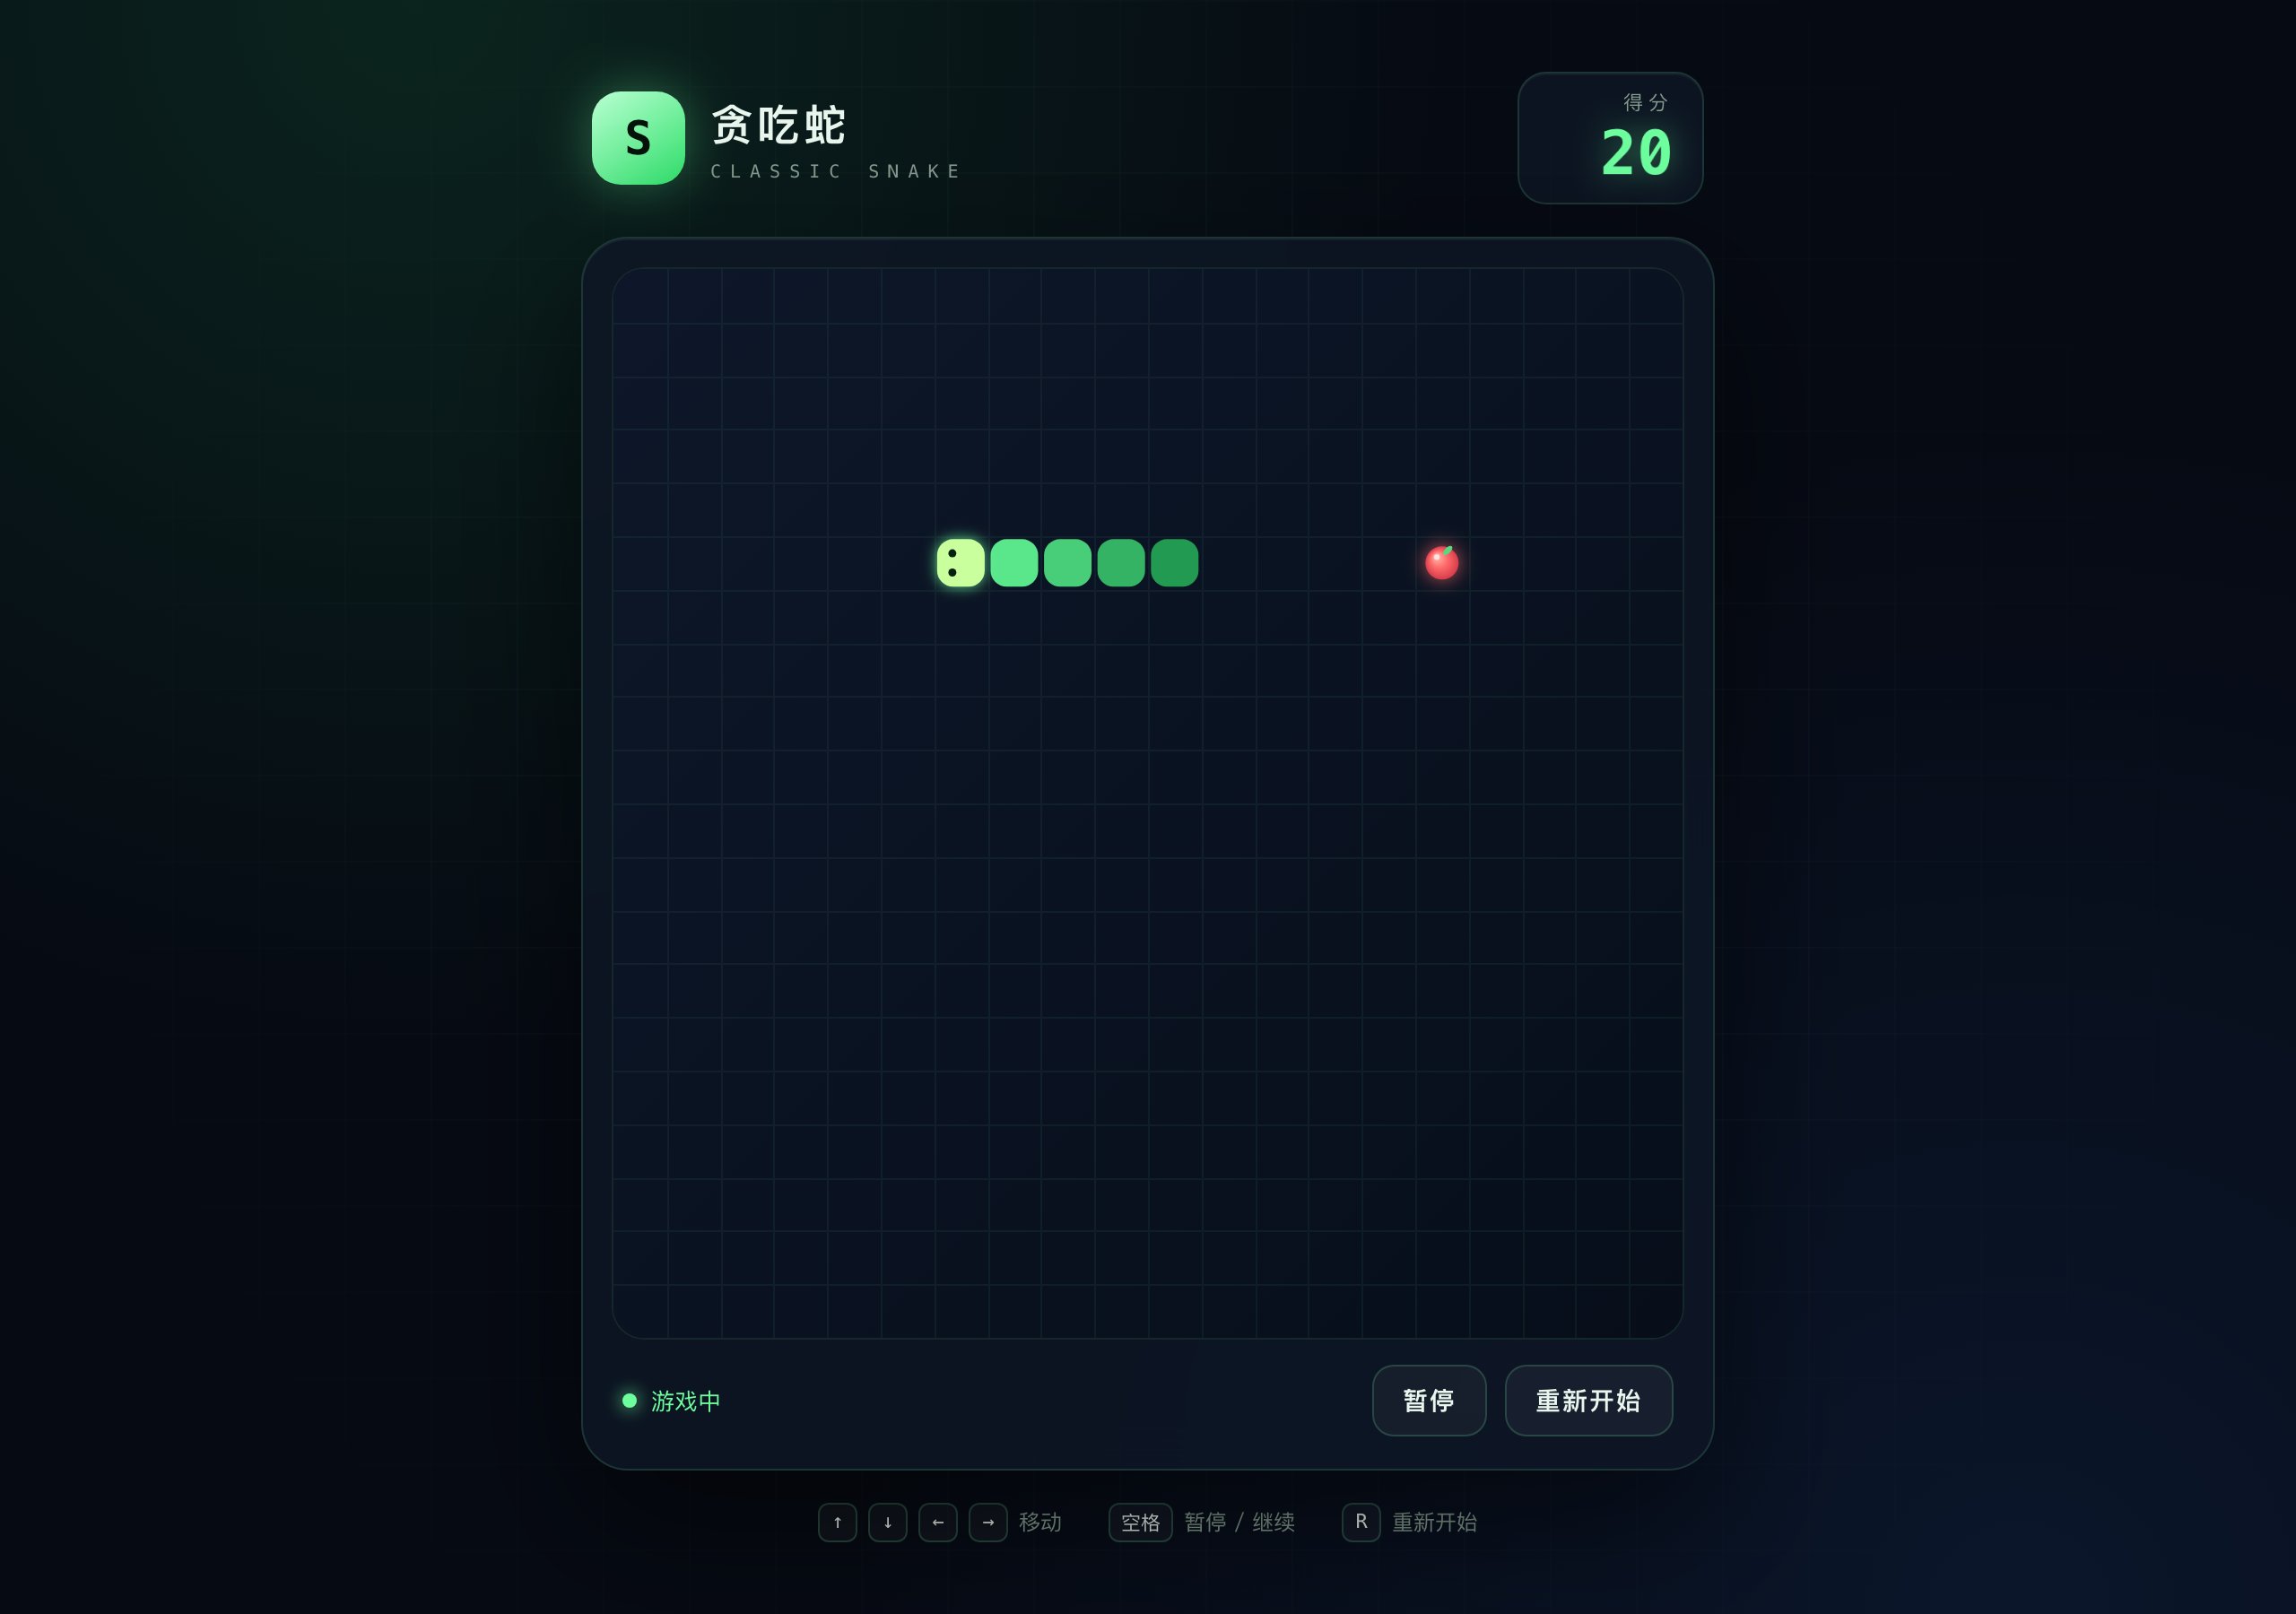 S
贪吃蛇
CLASSIC SNAKE
得分
20
游戏中
暂停
重新开始
↑ ↓ ← → 移动 空格 暂停 / 继续 R 重新开始